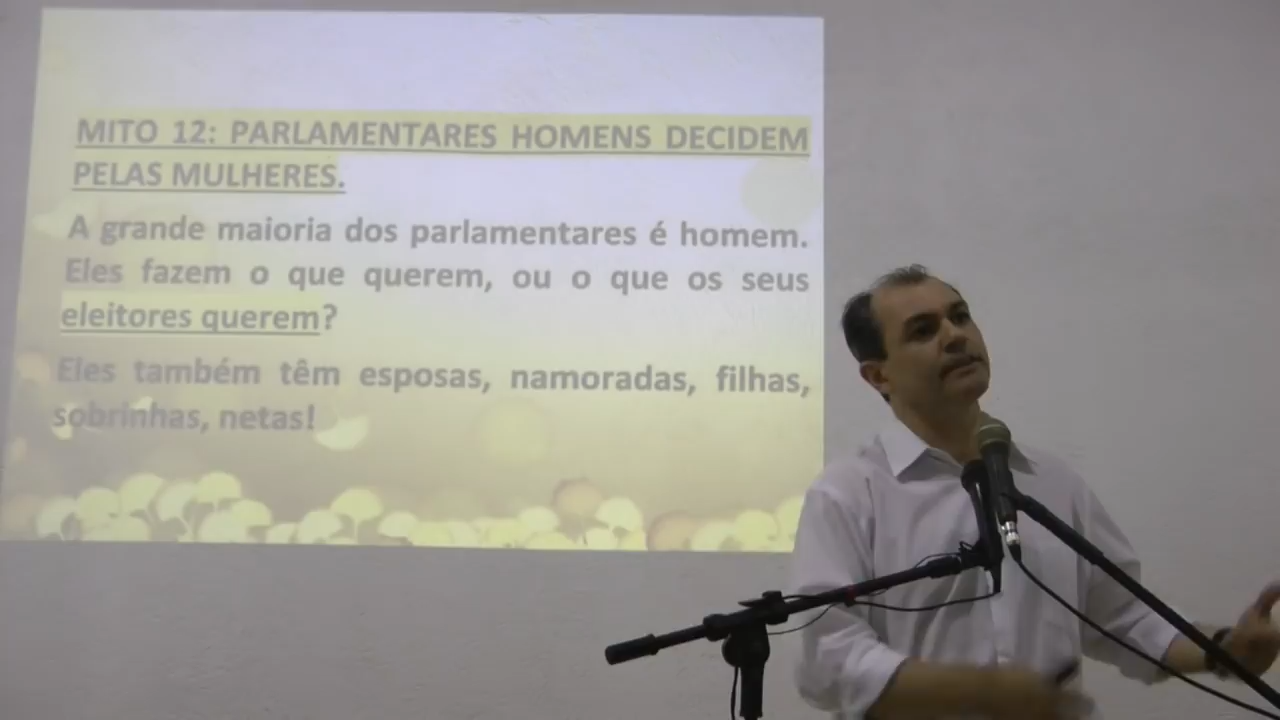 MITO 12: PARLAMENTARES HOMENS DECIDEM
PELAS MULHERES.
A grande maioria dos parlamentares é homem.
Eles fazem o que querem, ou o que os seus
eleitores querem?
Eles também têm esposas, namoradas, filhas,
sobrinhas, netas!